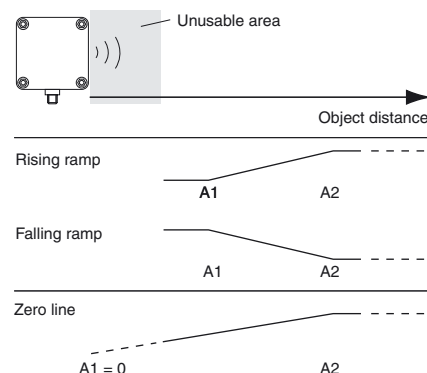 Unusable area
Object distance
Rising ramp
A1 A2
Falling ramp
A1 A2
Zero line
A1 = 0 A2